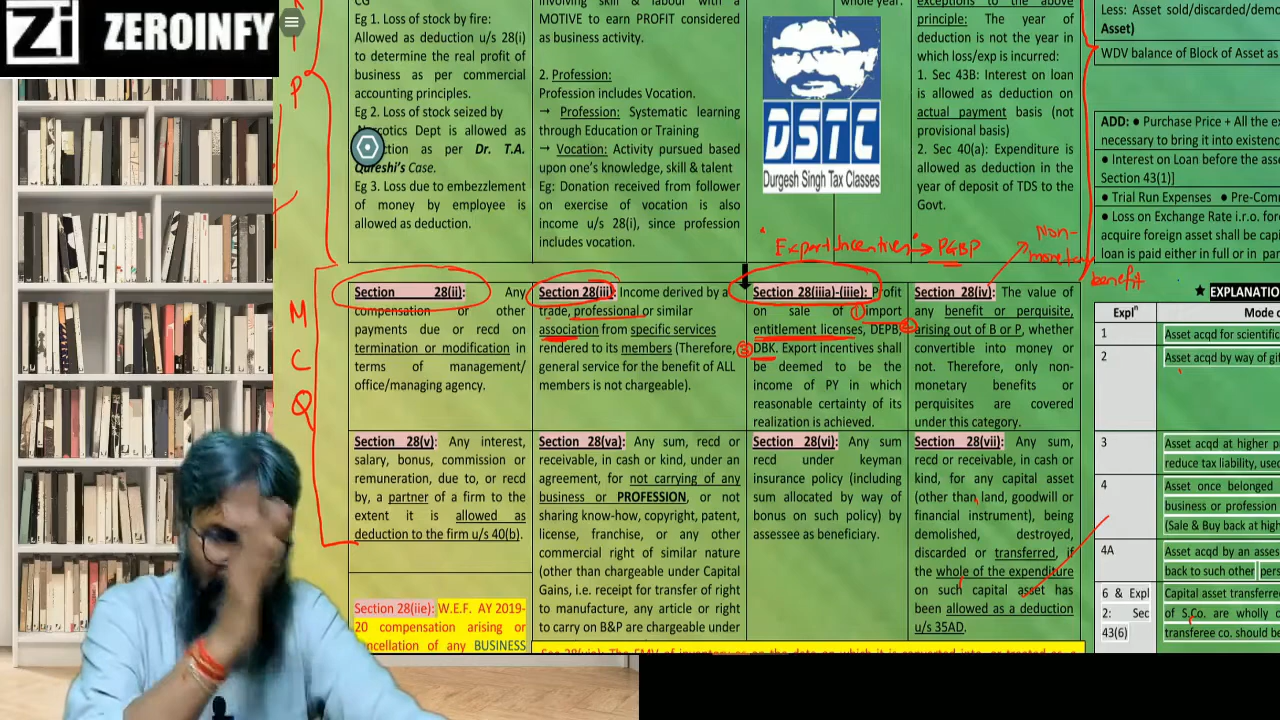 Zi ZEROINFY
CG
Eg 1. Loss of stock by fire:
Allowed as deduction u/s 28(i)
to determine the real profit of
business as per commercial
accounting principles.
Eg 2. Loss of stock seized by
Dept is allowed as
as per Dr. T.A.
Qureshi's Case.
Eg 3. Loss due to embezzlement
of money by employee is
allowed as deduction.
involving skill & labour with a
MOTIVE to earn PROFIT considered
as business activity.
2. Profession:
Profession includes Vocation.
→ Profession: Systematic learning
through Education or Training
→ Vocation: Activity pursued based
upon one's knowledge, skill & talent
Eg: Donation received from follower
on exercise of vocation is also
income u/s 28(i), since profession
includes vocation.
whole year.
DSTC
Durgesh Singh Tax Classes
exceptions to the above
principle: The year of
deduction is not the year in
which loss/exp is incurred:
1. Sec 43B: Interest on loan
is allowed as deduction on
actual payment basis (not
provisional basis)
2. Sec 40(a): Expenditure is
allowed as deduction in the
year of deposit of TDS to the
Govt.
Less: Asset sold/discarded/demo
Asset)
WDV balance of Block of Asset as
ADD: ● Purchase Price + All the ex
necessary to bring it into existenc
● Interest on Loan before the ass
Section 43(1)]
● Trial Run Expenses ● Pre-Com
● Loss on Exchange Rate i.r.o. for
acquire foreign asset shall be capi
loan is paid either in full or in par
"Export Incentives" → PGBP
Non-
monetary
benefit
P
M
C
Q
Section 28(ii): Any
compensation or other
payments due or recd on
termination or modification in
terms of management/
office/managing agency.
Section 28(iii): Income derived by a
trade, professional or similar
association from specific services
rendered to its members (Therefore,
general service for the benefit of ALL
members is not chargeable).
Section 28(iiia)-(iiie): Profit
on sale of ① import
entitlement licenses, DEPB,
③ DBK. Export incentives shall
be deemed to be the
income of PY in which
reasonable certainty of its
realization is achieved.
Section 28(iv): The value of
any benefit or perquisite,
arising out of B or P, whether
convertible into money or
not. Therefore, only non-
monetary benefits or
perquisites are covered
under this category.
★ EXPLANATIO
Explⁿ Mode o
1 Asset acqd for scientific
2 Asset acqd by way of gif
3 Asset acqd at higher p
reduce tax liability, used
4 Asset once belonged
business or profession
(Sale & Buy back at high
4A Asset acqd by an asses
back to such other pers
6 & Expl
2: Sec
43(6)
Capital asset transferred
of S.Co. are wholly o
transferee co. should be
Section 28(v): Any interest,
salary, bonus, commission or
remuneration, due to, or recd
by, a partner of a firm to the
extent it is allowed as
deduction to the firm u/s 40(b).
Section 28(va): Any sum, recd or
receivable, in cash or kind, under an
agreement, for not carrying of any
business or PROFESSION, or not
sharing know-how, copyright, patent,
license, franchise, or any other
commercial right of similar nature
(other than chargeable under Capital
Gains, i.e. receipt for transfer of right
to manufacture, any article or right
to carry on B&P are chargeable under
Section 28(vi): Any sum
recd under keyman
insurance policy (including
sum allocated by way of
bonus on such policy) by
assessee as beneficiary.
Section 28(vii): Any sum,
recd or receivable, in cash or
kind, for any capital asset
(other than land, goodwill or
financial instrument), being
demolished, destroyed,
discarded or transferred, if
the whole of the expenditure
on such capital asset has
been allowed as a deduction
u/s 35AD.
Section 28(iie): W.E.F. AY 2019-
20 compensation arising or
cancellation of any BUSINESS